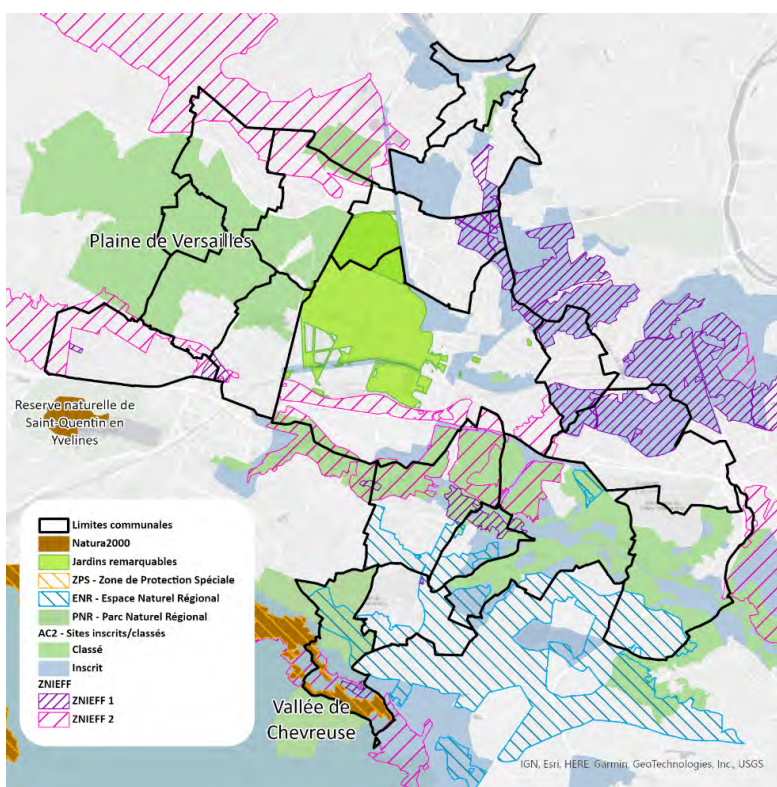 Plaine de Versailles
Reserve naturelle de
Saint-Quentin en
Yvelines
Limites communales
Natura2000
Jardins remarquables
ZPS - Zone de Protection Spéciale
ENR - Espace Naturel Régional
PNR - Parc Naturel Régional
AC2 - Sites inscrits/classés
Classé
Inscrit
ZNIEFF
ZNIEFF 1
ZNIEFF 2
Vallée de
Chevreuse
IGN, Esri, HERE, Garmin, GeoTechnologies, Inc., USGS